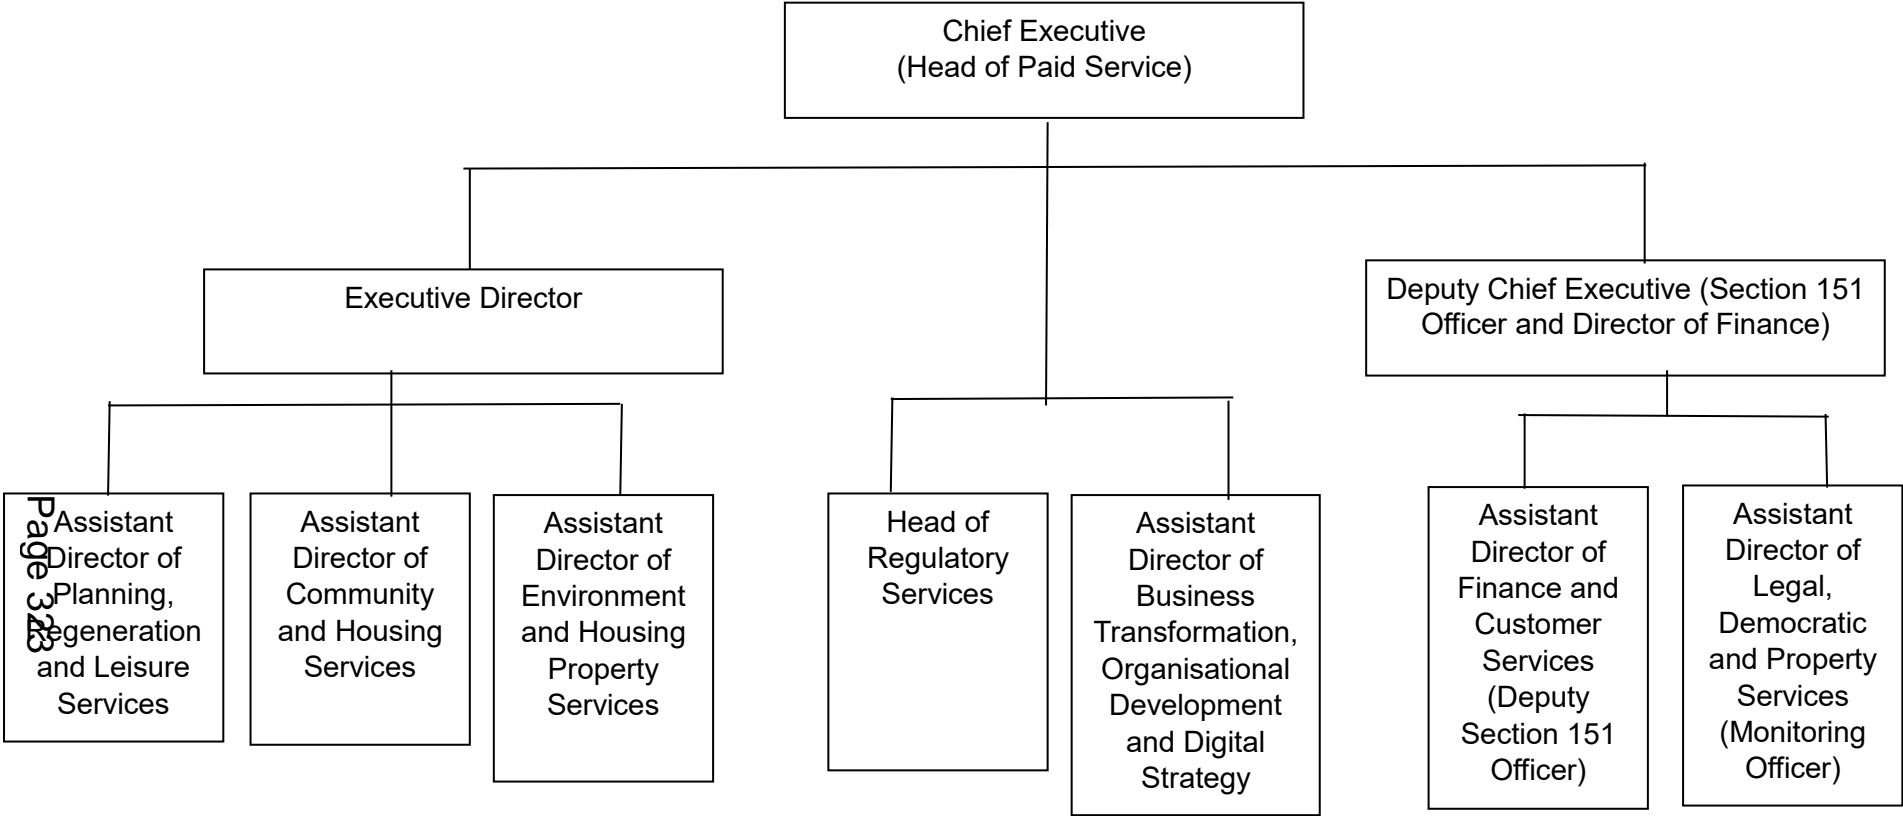 Chief Executive
(Head of Paid Service)
Executive Director
Deputy Chief Executive (Section 151
Officer and Director of Finance)
Assistant
Director of
Planning,
Regeneration
and Leisure
Services
Assistant
Director of
Community
and Housing
Services
Assistant
Director of
Environment
and Housing
Property
Services
Head of
Regulatory
Services
Assistant
Director of
Business
Transformation,
Organisational
Development
and Digital
Strategy
Assistant
Director of
Finance and
Customer
Services
(Deputy
Section 151
Officer)
Assistant
Director of
Legal,
Democratic
and Property
Services
(Monitoring
Officer)
Page